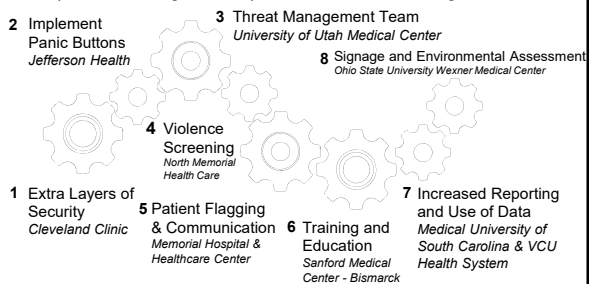 2 Implement
Panic Buttons
Jefferson Health
3 Threat Management Team
University of Utah Medical Center
8 Signage and Environmental Assessment
Ohio State University Wexner Medical Center
4 Violence
Screening
North Memorial
Health Care
1 Extra Layers of
Security
Cleveland Clinic
5 Patient Flagging
& Communication
Memorial Hospital &
Healthcare Center
6 Training and
Education
Sanford Medical
Center - Bismarck
7 Increased Reporting
and Use of Data
Medical University of
South Carolina & VCU
Health System